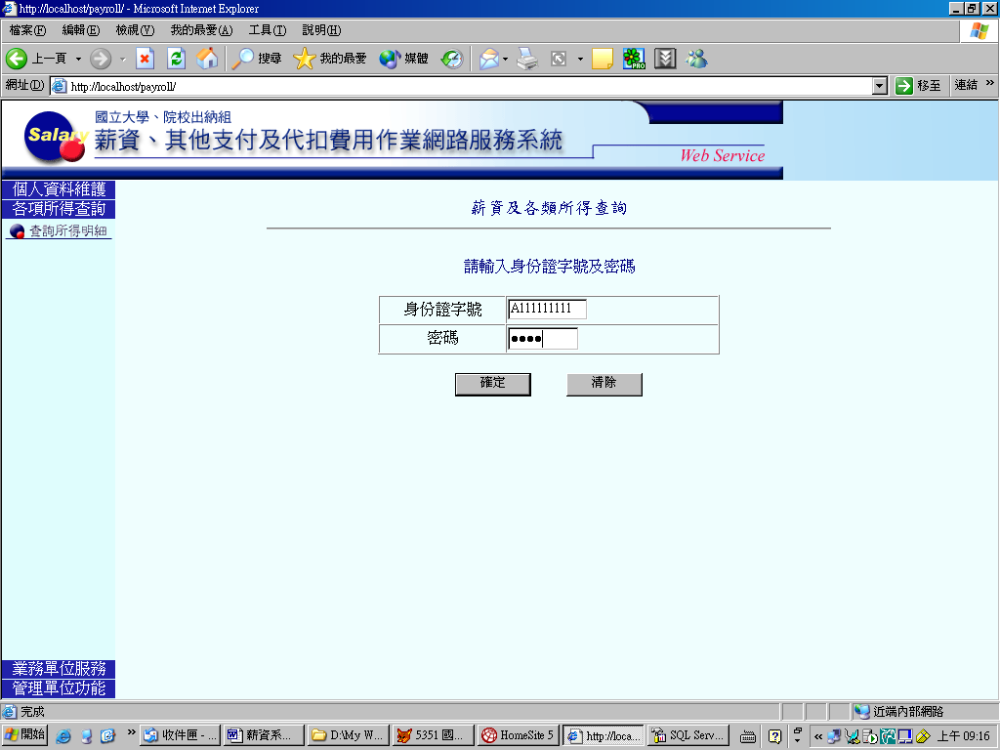 http://localhost/payroll/ - Microsoft Internet Explorer
檔案(F) 編輯(E) 檢視(V) 我的最愛(A) 工具(T) 說明(H)
上一頁 搜尋 我的最愛 媒體
網址(D) http://localhost/payroll/ 移至 連結 »
Salary
國立大學、院校出納組
薪資、其他支付及代扣費用作業網路服務系統
Web Service
個人資料維護
各項所得查詢
查詢所得明細
薪資及各類所得查詢
請輸入身份證字號及密碼
身份證字號 A111111111
密碼 ●●●●
確定 清除
業務單位服務
管理單位功能
完成 近端內部網路
開始 » 收件匣 - ... 薪資系... D:\My W... 5351 國... HomeSite 5 http://loca... SQL Serv... « 上午 09:16